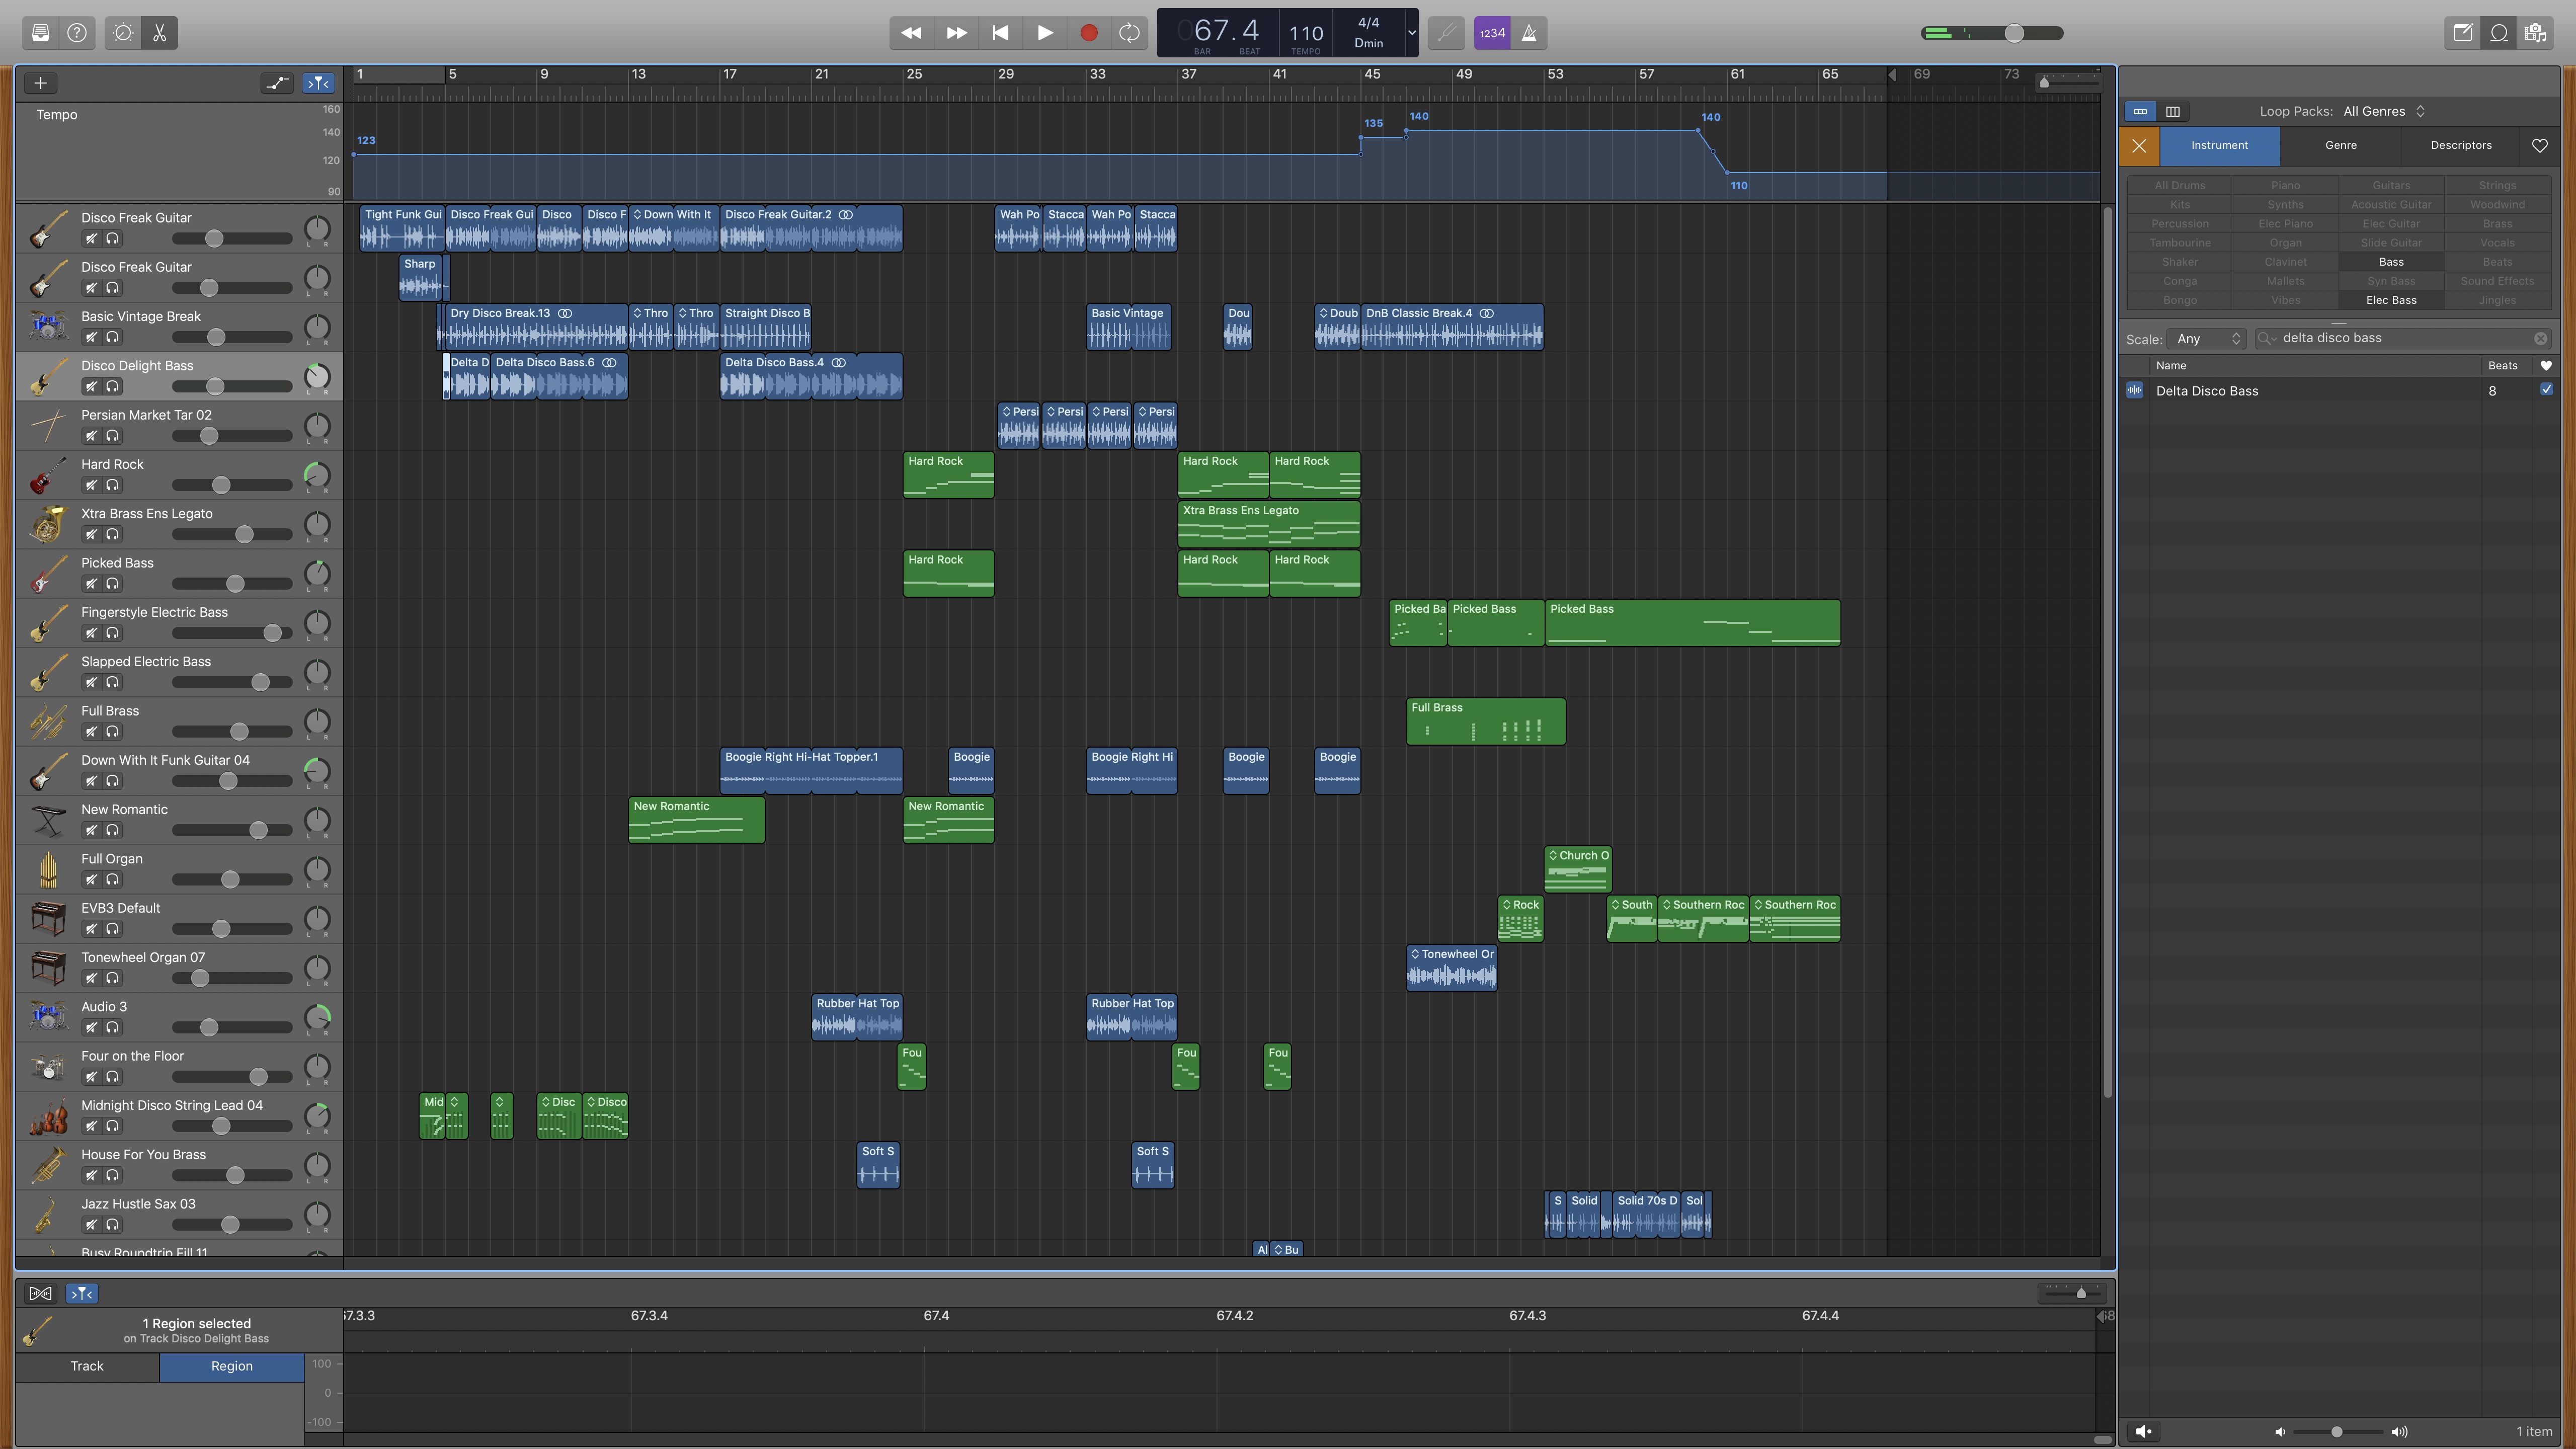 067.4
BAR BEAT
110
TEMPO
4/4
Dmin
1234
1 5 9 13 17 21 25 29 33 37 41 45 49 53 57 61 65 69 73
Tempo
160
140
120
90
123
135
140
140
110
Disco Freak Guitar
L R
Tight Funk Gui
Disco Freak Gui
Disco
Disco F
Down With It
Disco Freak Guitar.2
Wah Po
Stacca
Wah Po
Stacca
Disco Freak Guitar
L R
Sharp
Basic Vintage Break
L R
Dry Disco Break.13
Thro
Thro
Straight Disco B
Basic Vintage
Dou
Doub
DnB Classic Break.4
Disco Delight Bass
L R
Delta D
Delta Disco Bass.6
Delta Disco Bass.4
Persian Market Tar 02
L R
Persi
Persi
Persi
Persi
Hard Rock
L R
Hard Rock
Hard Rock
Hard Rock
Xtra Brass Ens Legato
L R
Xtra Brass Ens Legato
Picked Bass
L R
Hard Rock
Hard Rock
Hard Rock
Fingerstyle Electric Bass
L R
Picked Ba
Picked Bass
Picked Bass
Slapped Electric Bass
L R
Full Brass
L R
Full Brass
Down With It Funk Guitar 04
L R
Boogie Right Hi-Hat Topper.1
Boogie
Boogie Right Hi
Boogie
Boogie
New Romantic
L R
New Romantic
New Romantic
Full Organ
L R
Church O
EVB3 Default
L R
Rock
South
Southern Roc
Southern Roc
Tonewheel Organ 07
L R
Tonewheel Or
Audio 3
L R
Rubber Hat Top
Rubber Hat Top
Four on the Floor
L R
Fou
Fou
Fou
Midnight Disco String Lead 04
L R
Mid
Disc
Disco
House For You Brass
L R
Soft S
Soft S
Jazz Hustle Sax 03
L R
S
Solid
Solid 70s D
Sol
Busy Roundtrip Fill 11
Al
Bu
67.3.3 67.3.4 67.4 67.4.2 67.4.3 67.4.4 68
1 Region selected
on Track Disco Delight Bass
Track
Region
100
0
-100
Loop Packs: All Genres
Instrument
Genre
Descriptors
All Drums Piano Guitars Strings
Kits Synths Acoustic Guitar Woodwind
Percussion Elec Piano Elec Guitar Brass
Tambourine Organ Slide Guitar Vocals
Shaker Clavinet Bass Beats
Conga Mallets Syn Bass Sound Effects
Bongo Vibes Elec Bass Jingles
Scale: Any
delta disco bass
Name Beats
Delta Disco Bass 8
1 item